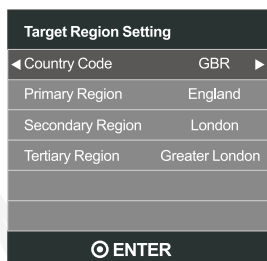 Target Region Setting
Country Code GBR
Primary Region England
Secondary Region London
Tertiary Region Greater London
ENTER